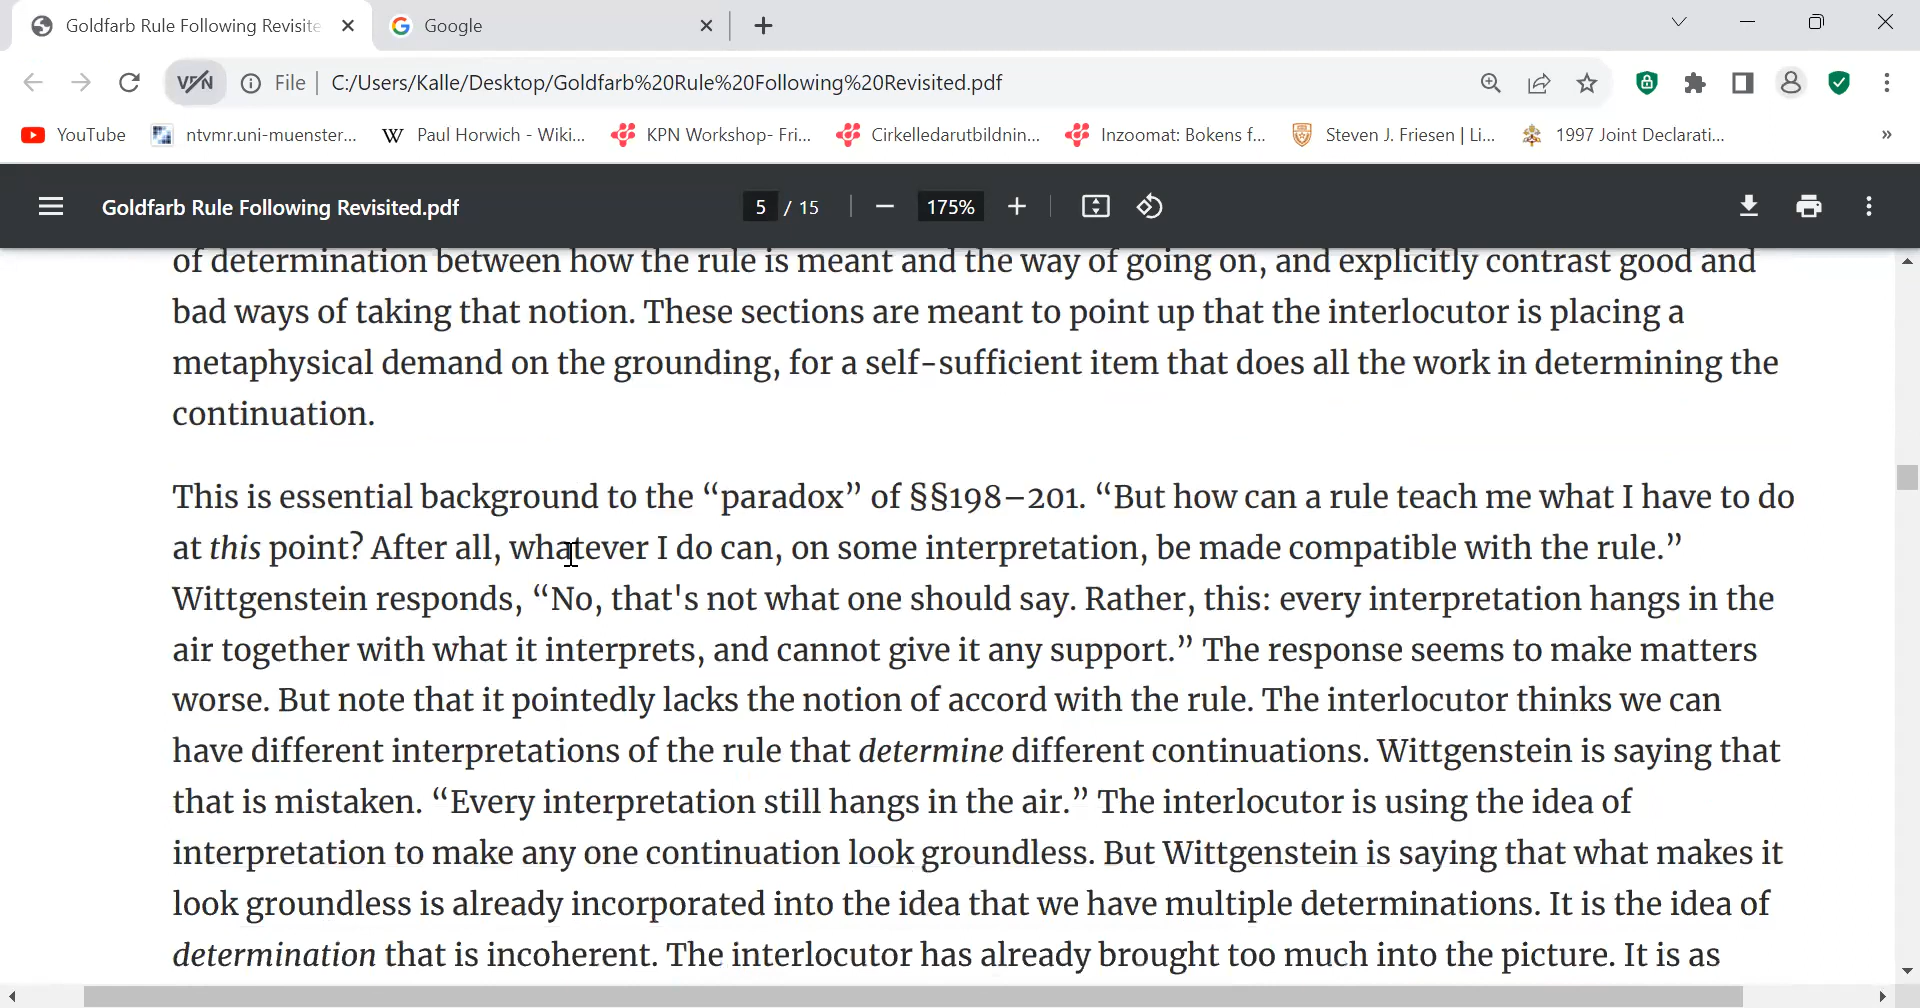 Goldfarb Rule Following Revisite
Google
VPN
File
C:/Users/Kalle/Desktop/Goldfarb%20Rule%20Following%20Revisited.pdf
YouTube
ntvmr.uni-muenster...
W Paul Horwich - Wiki...
KPN Workshop- Fri...
Cirkelledarutbildnin...
Inzoomat: Bokens f...
Steven J. Friesen | Li...
1997 Joint Declarati...
»
Goldfarb Rule Following Revisited.pdf
5 / 15
175%
of determination between how the rule is meant and the way of going on, and explicitly contrast good and
bad ways of taking that notion. These sections are meant to point up that the interlocutor is placing a
metaphysical demand on the grounding, for a self-sufficient item that does all the work in determining the
continuation.
This is essential background to the “paradox” of §§198–201. “But how can a rule teach me what I have to do
at this point? After all, whatever I do can, on some interpretation, be made compatible with the rule.”
Wittgenstein responds, “No, that's not what one should say. Rather, this: every interpretation hangs in the
air together with what it interprets, and cannot give it any support.” The response seems to make matters
worse. But note that it pointedly lacks the notion of accord with the rule. The interlocutor thinks we can
have different interpretations of the rule that determine different continuations. Wittgenstein is saying that
that is mistaken. “Every interpretation still hangs in the air.” The interlocutor is using the idea of
interpretation to make any one continuation look groundless. But Wittgenstein is saying that what makes it
look groundless is already incorporated into the idea that we have multiple determinations. It is the idea of
determination that is incoherent. The interlocutor has already brought too much into the picture. It is as